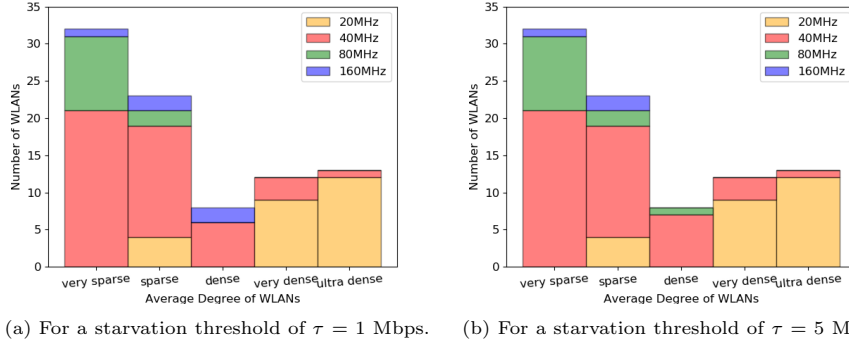 35
30
25
20
15
10
5
0
Number of WLANs
20MHz
40MHz
80MHz
160MHz
very sparse
sparse
dense
very dense
ultra dense
Average Degree of WLANs
(a) For a starvation threshold of τ = 1 Mbps.
35
30
25
20
15
10
5
0
Number of WLANs
20MHz
40MHz
80MHz
160MHz
very sparse
sparse
dense
very dense
ultra dense
Average Degree of WLANs
(b) For a starvation threshold of τ = 5 M